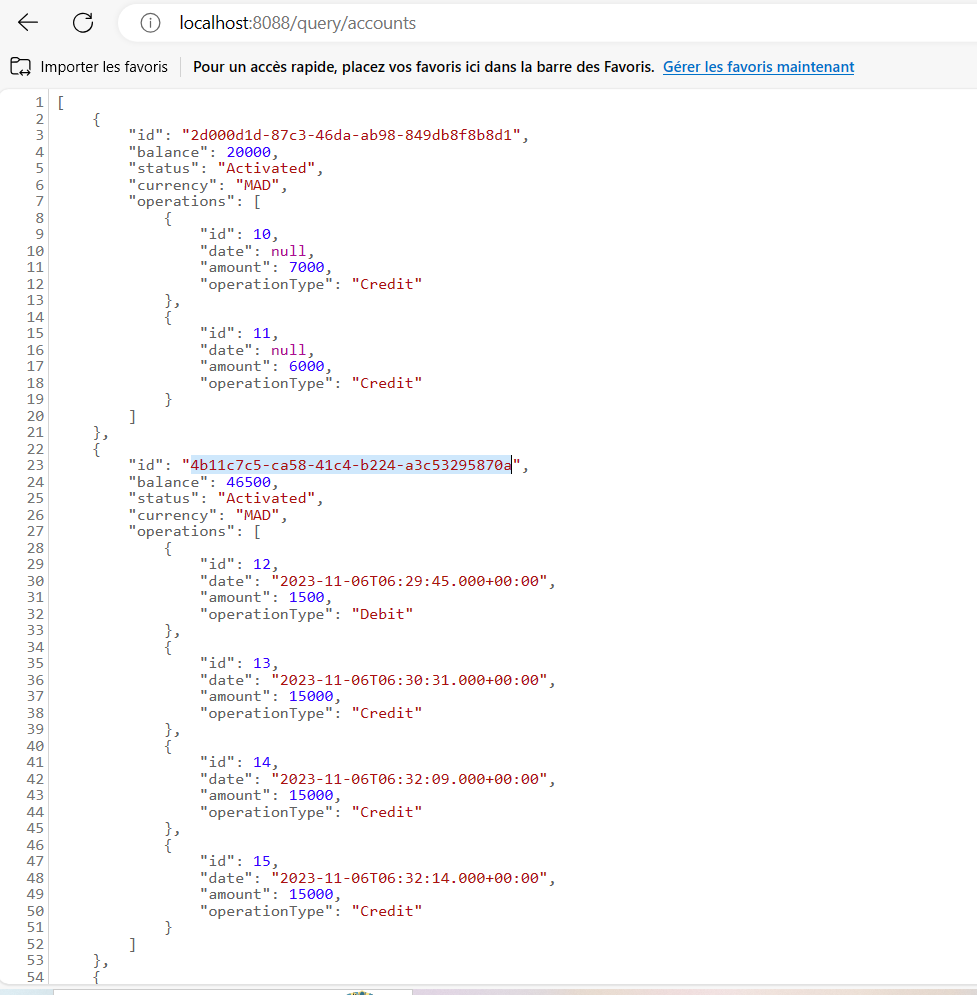 localhost:8088/query/accounts
Importer les favoris Pour un accès rapide, placez vos favoris ici dans la barre des Favoris. Gérer les favoris maintenant
1 [
2 {
3 "id": "2d000d1d-87c3-46da-ab98-849db8f8b8d1",
4 "balance": 20000,
5 "status": "Activated",
6 "currency": "MAD",
7 "operations": [
8 {
9 "id": 10,
10 "date": null,
11 "amount": 7000,
12 "operationType": "Credit"
13 },
14 {
15 "id": 11,
16 "date": null,
17 "amount": 6000,
18 "operationType": "Credit"
19 }
20 ]
21 },
22 {
23 "id": "4b11c7c5-ca58-41c4-b224-a3c53295870a",
24 "balance": 46500,
25 "status": "Activated",
26 "currency": "MAD",
27 "operations": [
28 {
29 "id": 12,
30 "date": "2023-11-06T06:29:45.000+00:00",
31 "amount": 1500,
32 "operationType": "Debit"
33 },
34 {
35 "id": 13,
36 "date": "2023-11-06T06:30:31.000+00:00",
37 "amount": 15000,
38 "operationType": "Credit"
39 },
40 {
41 "id": 14,
42 "date": "2023-11-06T06:32:09.000+00:00",
43 "amount": 15000,
44 "operationType": "Credit"
45 },
46 {
47 "id": 15,
48 "date": "2023-11-06T06:32:14.000+00:00",
49 "amount": 15000,
50 "operationType": "Credit"
51 }
52 ]
53 },
54 {